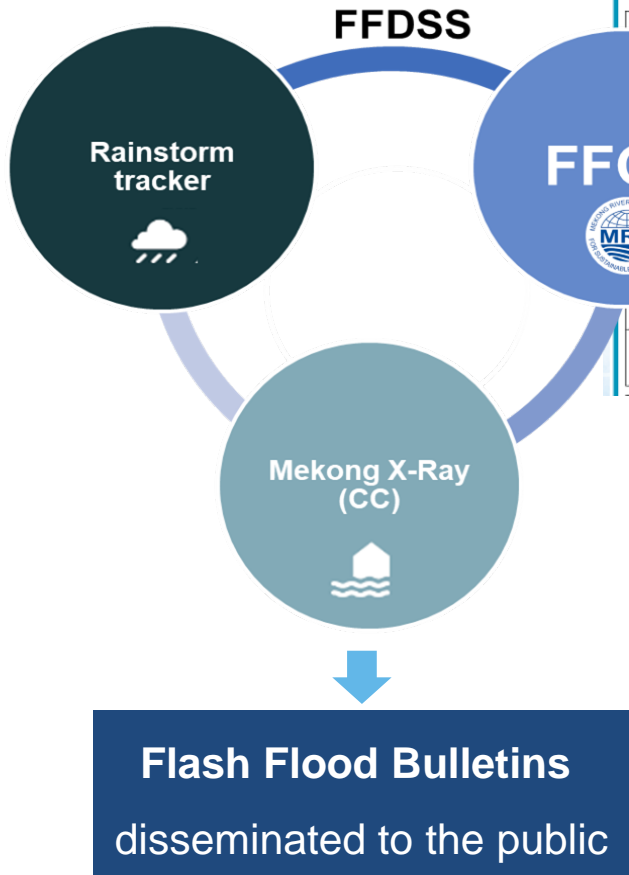 FFDSS
Rainstorm
tracker
Mekong X-Ray
(CC)
Flash Flood Bulletins
disseminated to the public